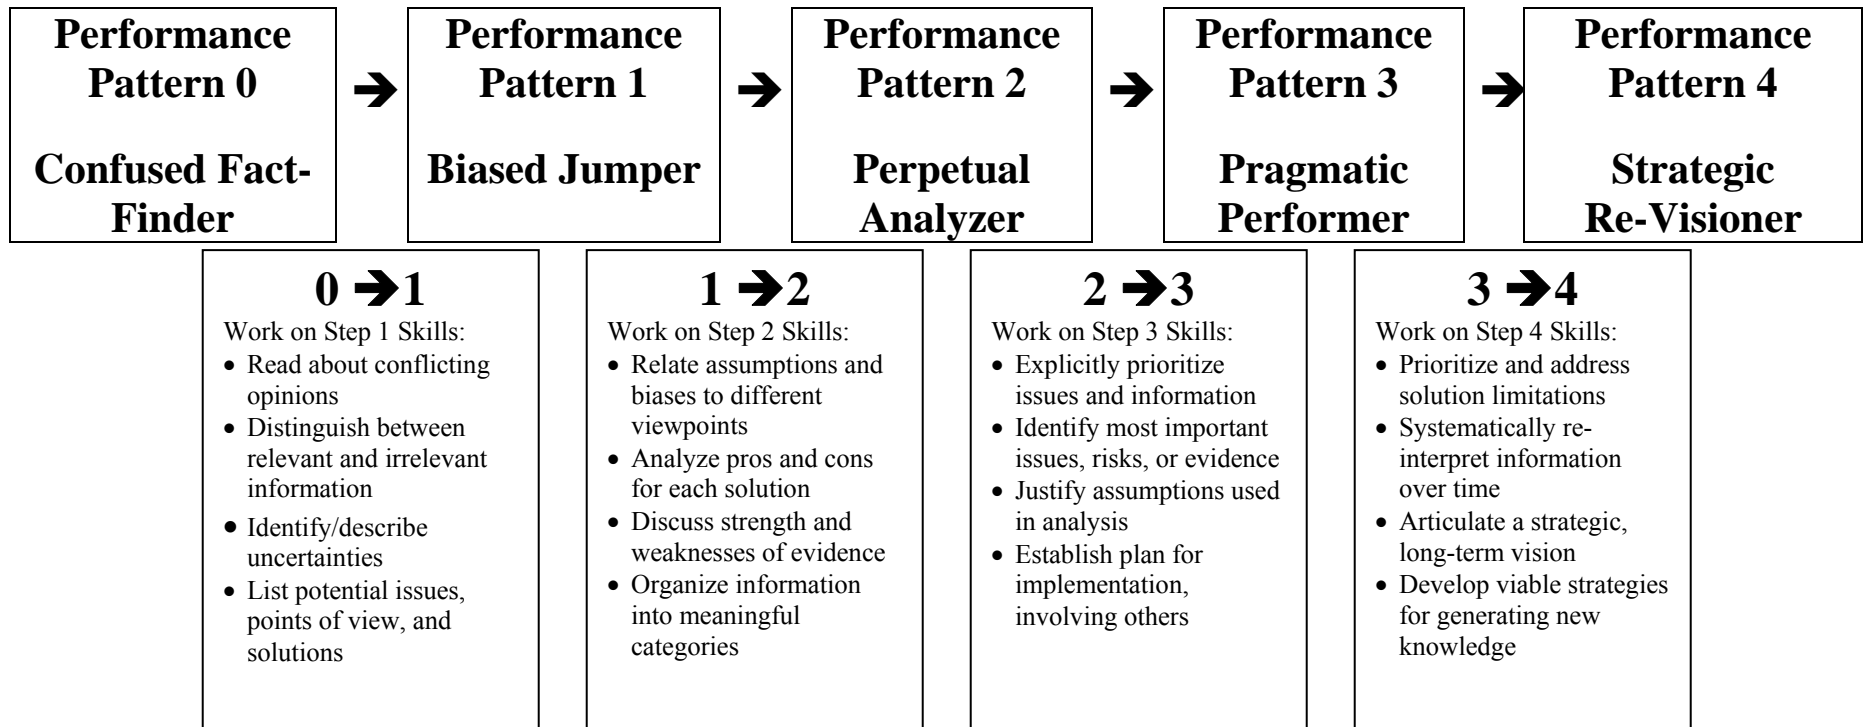 Performance
Pattern 0
Confused Fact-
Finder
➔
Performance
Pattern 1
Biased Jumper
➔
Performance
Pattern 2
Perpetual
Analyzer
➔
Performance
Pattern 3
Pragmatic
Performer
➔
Performance
Pattern 4
Strategic
Re-Visioner
0 ➔1
Work on Step 1 Skills:
• Read about conflicting
opinions
• Distinguish between
relevant and irrelevant
information
• Identify/describe
uncertainties
• List potential issues,
points of view, and
solutions
1 ➔2
Work on Step 2 Skills:
• Relate assumptions and
biases to different
viewpoints
• Analyze pros and cons
for each solution
• Discuss strength and
weaknesses of evidence
• Organize information
into meaningful
categories
2 ➔3
Work on Step 3 Skills:
• Explicitly prioritize
issues and information
• Identify most important
issues, risks, or evidence
• Justify assumptions used
in analysis
• Establish plan for
implementation,
involving others
3 ➔4
Work on Step 4 Skills:
• Prioritize and address
solution limitations
• Systematically re-
interpret information
over time
• Articulate a strategic,
long-term vision
• Develop viable strategies
for generating new
knowledge